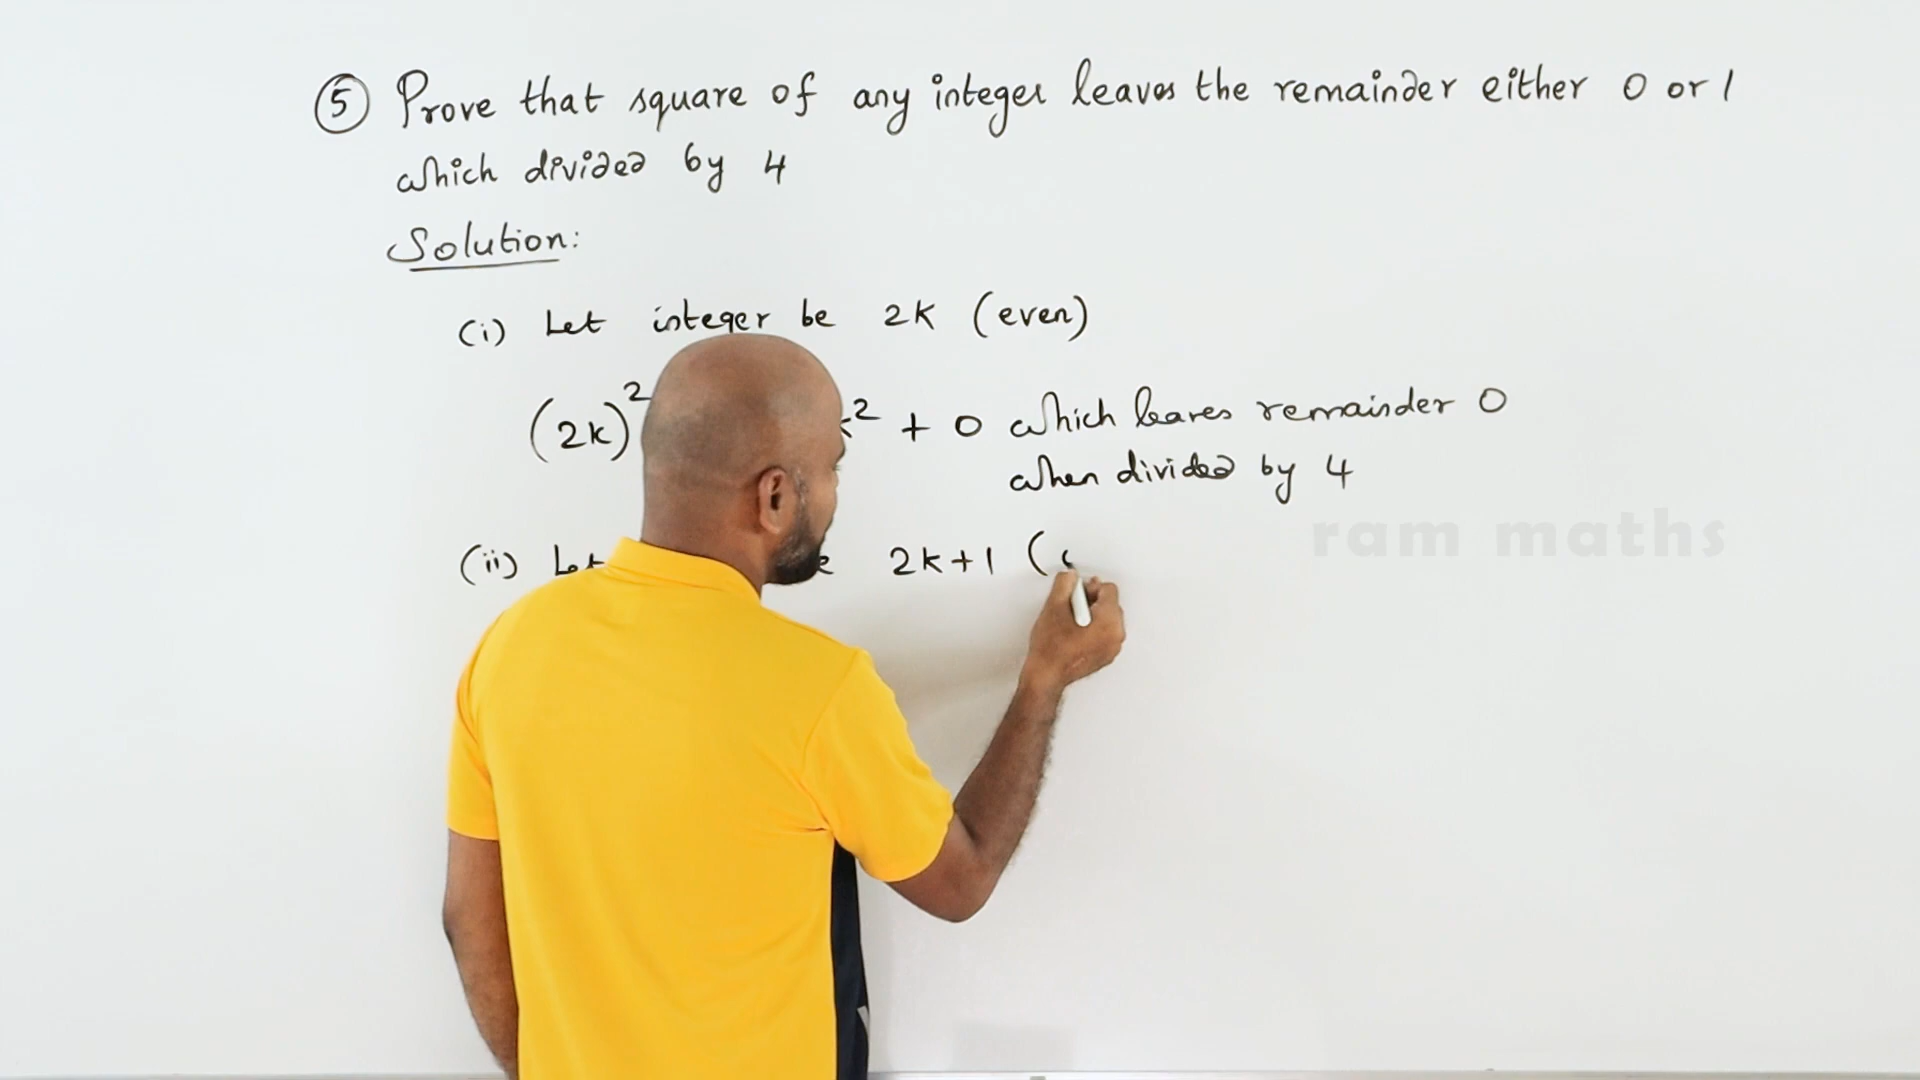 5 Prove that square of any integer leaves the remainder either 0 or 1
which divided by 4
Solution:
(i) Let integer be 2k (even)
(2k)² ² + 0 which leaves remainder 0
when divided by 4
ram maths
(ii) Let 2k+1 (